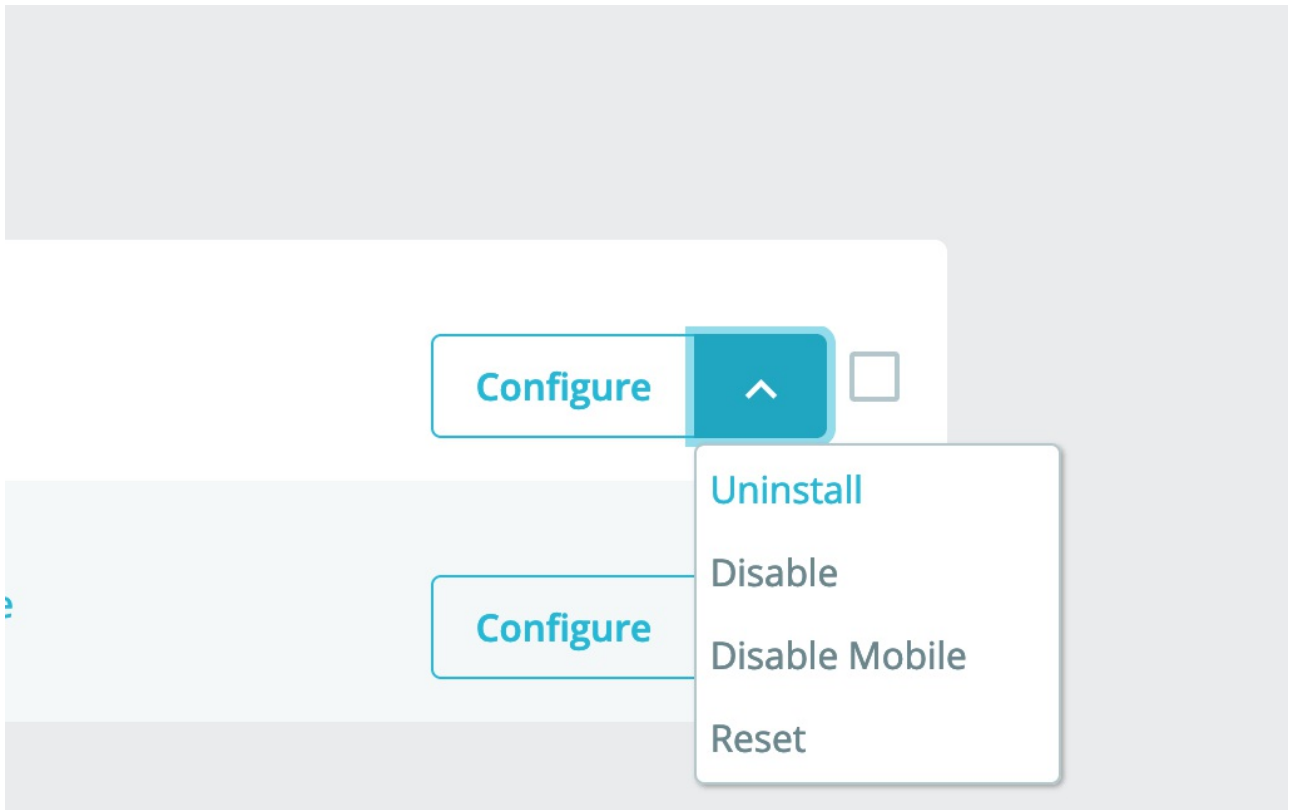 Configure
Uninstall
Disable
Configure
Disable Mobile
Reset